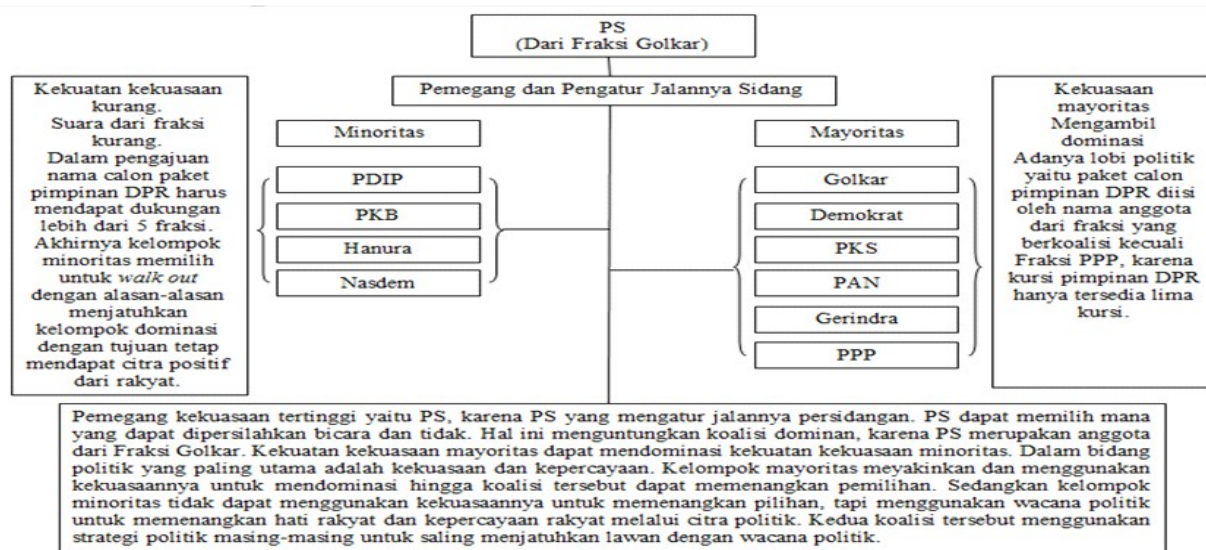 PS
(Dari Fraksi Golkar)
Pemegang dan Pengatur Jalannya Sidang
Kekuatan kekuasaan
kurang.
Suara dari fraksi
kurang.
Dalam pengajuan
nama calon paket
pimpinan DPR harus
mendapat dukungan
lebih dari 5 fraksi.
Akhirnya kelompok
minoritas memilih
untuk walk out
dengan alasan-alasan
menjatuhkan
kelompok dominasi
dengan tujuan tetap
mendapat citra positif
dari rakyat.
Minoritas
PDIP
PKB
Hanura
Nasdem
Mayoritas
Golkar
Demokrat
PKS
PAN
Gerindra
PPP
Kekuasaan
mayoritas
Mengambil
dominasi
Adanya lobi politik
yaitu paket calon
pimpinan DPR diisi
oleh nama anggota
dari fraksi yang
berkoalisi kecuali
Fraksi PPP, karena
kursi pimpinan DPR
hanya tersedia lima
kursi.
Pemegang kekuasaan tertinggi yaitu PS, karena PS yang mengatur jalannya persidangan. PS dapat memilih mana
yang dapat dipersilahkan bicara dan tidak. Hal ini menguntungkan koalisi dominan, karena PS merupakan anggota
dari Fraksi Golkar. Kekuatan kekuasaan mayoritas dapat mendominasi kekuatan kekuasaan minoritas. Dalam bidang
politik yang paling utama adalah kekuasaan dan kepercayaan. Kelompok mayoritas meyakinkan dan menggunakan
kekuasaannya untuk mendominasi hingga koalisi tersebut dapat memenangkan pemilihan. Sedangkan kelompok
minoritas tidak dapat menggunakan kekuasaannya untuk memenangkan pilihan, tapi menggunakan wacana politik
untuk memenangkan hati rakyat dan kepercayaan rakyat melalui citra politik. Kedua koalisi tersebut menggunakan
strategi politik masing-masing untuk saling menjatuhkan lawan dengan wacana politik.